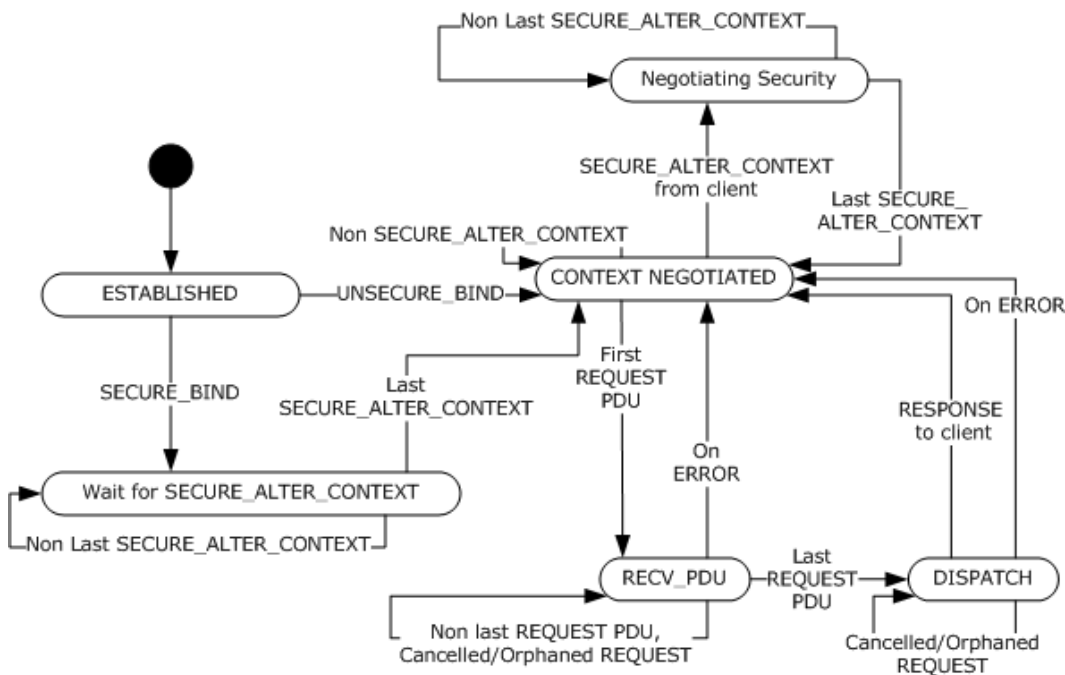 Non Last SECURE_ALTER_CONTEXT
Negotiating Security
SECURE_ALTER_CONTEXT
from client
Last SECURE_
ALTER_CONTEXT
Non SECURE_ALTER_CONTEXT
CONTEXT NEGOTIATED
ESTABLISHED
UNSECURE_BIND
On ERROR
First
REQUEST
PDU
SECURE_BIND
Last
SECURE_ALTER_CONTEXT
RESPONSE
to client
On
ERROR
Wait for SECURE_ALTER_CONTEXT
Non Last SECURE_ALTER_CONTEXT
RECV_PDU
Last
REQUEST
PDU
DISPATCH
Non last REQUEST PDU,
Cancelled/Orphaned REQUEST
Cancelled/Orphaned
REQUEST